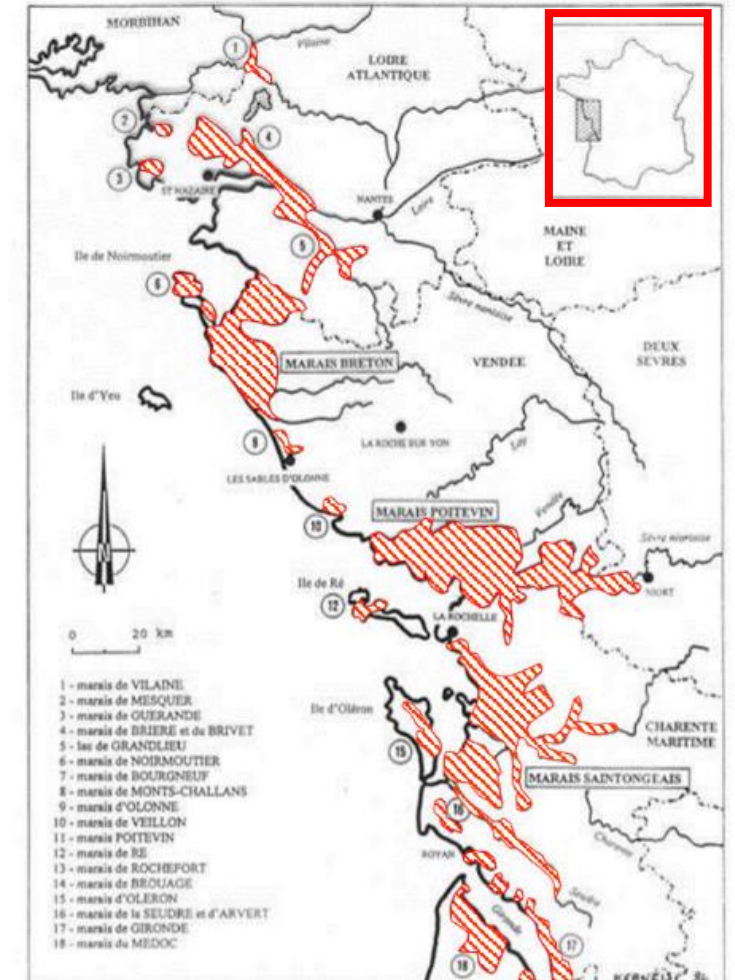 MORBIHAN
1
Vilaine
LOIRE
ATLANTIQUE
2
4
3
ST NAZAIRE
NANTES
Loire
5
MAINE
ET
LOIRE
Ile de Noirmoutier
6
Sèvre nantaise
MARAIS BRETON
VENDEE
DEUX
SEVRES
Ile d'Yeu
9
LA ROCHE SUR YON
LES SABLES D'OLONNE
Lay
Vendée
MARAIS POITEVIN
10
Sèvre niortaise
N
Ile de Ré
12
NIORT
LA ROCHELLE
0 20 km
Ile d'Oléron
15
CHARENTE
MARITIME
MARAIS SAINTONGEAIS
16
Charente
ROYAN
Seudre
Gironde
17
18
1 - marais de VILAINE
2 - marais de MESQUER
3 - marais de GUERANDE
4 - marais de BRIERE et du BRIVET
5 - lac de GRANDLIEU
6 - marais de NOIRMOUTIER
7 - marais de BOURGNEUF
8 - marais de MONTS-CHALLANS
9 - marais d'OLONNE
10 - marais de VEILLON
11 - marais POITEVIN
12 - marais de RE
13 - marais de ROCHEFORT
14 - marais de BROUAGE
15 - marais d'OLERON
16 - marais de la SEUDRE et d'ARVERT
17 - marais de GIRONDE
18 - marais du MEDOC